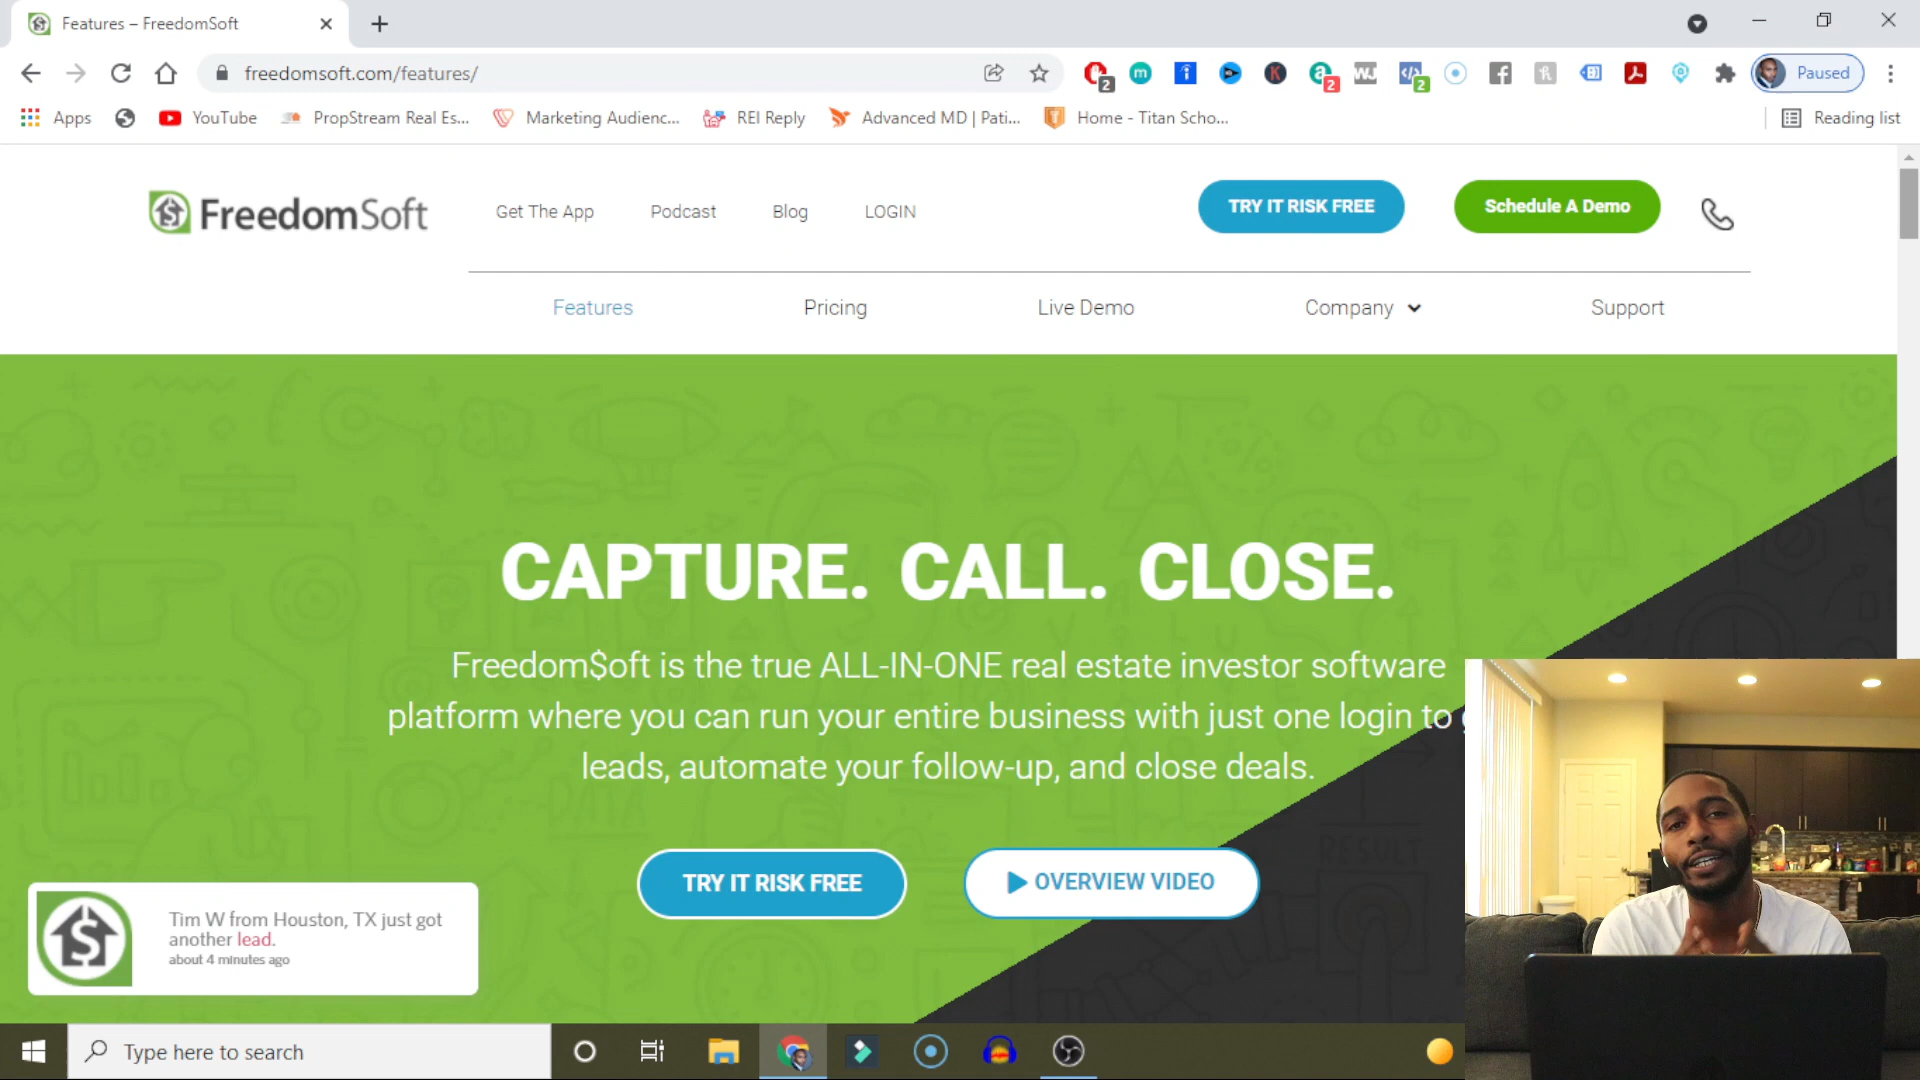 Features – FreedomSoft
freedomsoft.com/features/
2
2
2
Paused
Apps
YouTube
PropStream Real Es...
Marketing Audienc...
REI Reply
Advanced MD | Pati...
Home - Titan Scho...
Reading list
FreedomSoft
Get The App
Podcast
Blog
LOGIN
TRY IT RISK FREE
Schedule A Demo
Features
Pricing
Live Demo
Company
Support
CAPTURE. CALL. CLOSE.
Freedom$oft is the true ALL-IN-ONE real estate investor software
platform where you can run your entire business with just one login to
leads, automate your follow-up, and close deals.
DATA
RESULT
TRY IT RISK FREE
OVERVIEW VIDEO
Tim W from Houston, TX just got
another lead.
about 4 minutes ago
Type here to search